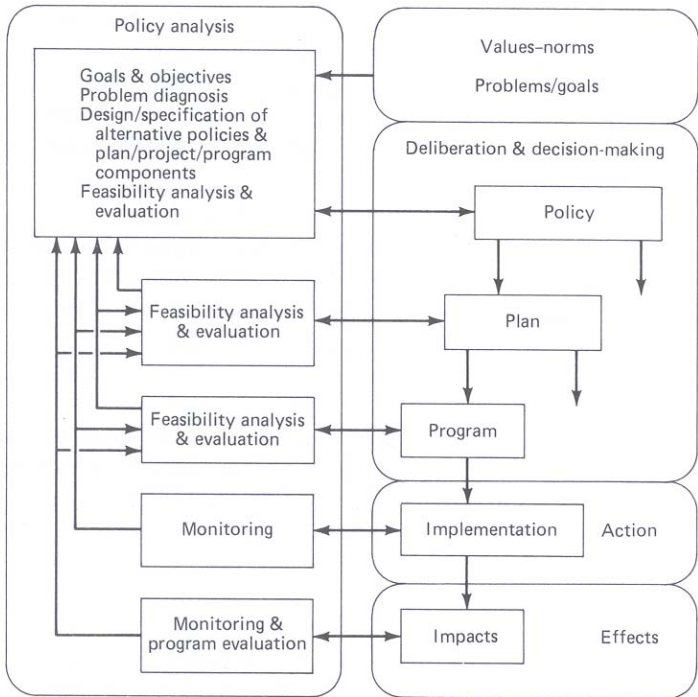 Policy analysis
Goals & objectives
Problem diagnosis
Design/specification of
alternative policies &
plan/project/program
components
Feasibility analysis &
evaluation
Feasibility analysis
& evaluation
Feasibility analysis
& evaluation
Monitoring
Monitoring &
program evaluation
Values–norms
Problems/goals
Deliberation & decision-making
Policy
Plan
Program
Implementation
Action
Impacts
Effects